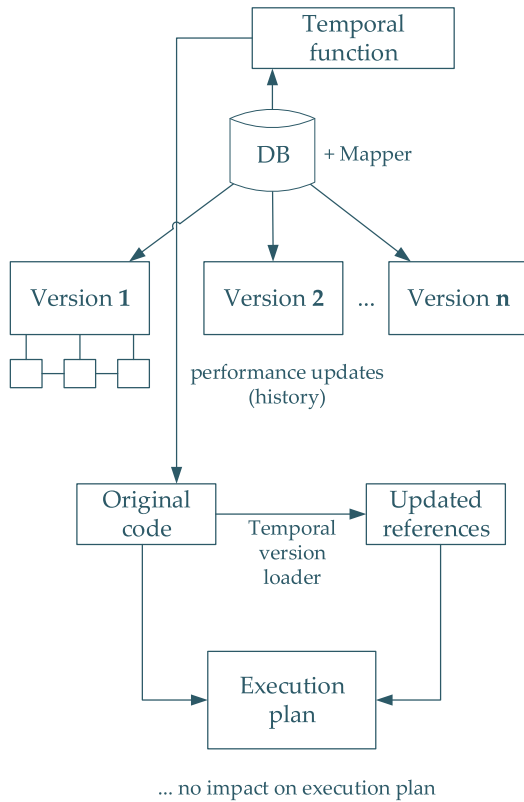 Temporal
function
DB
+ Mapper
Version 1
Version 2
...
Version n
performance updates
(history)
Original
code
Temporal
version
loader
Updated
references
Execution
plan
... no impact on execution plan